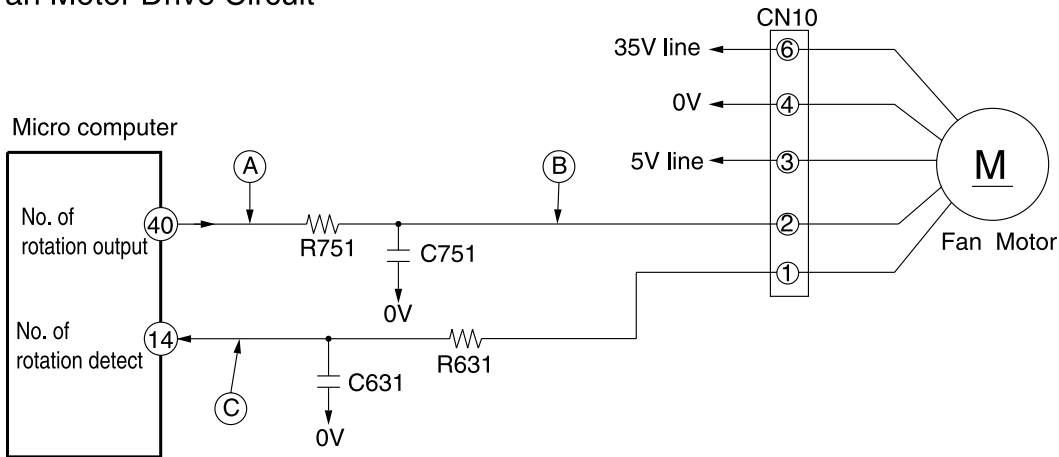 an Motor Drive Circuit
CN10
35V line
6
0V
4
5V line
3
M
Fan Motor
Micro computer
A
B
No. of
rotation output
40
R751
C751
0V
2
1
No. of
rotation detect
14
R631
C631
C
0V